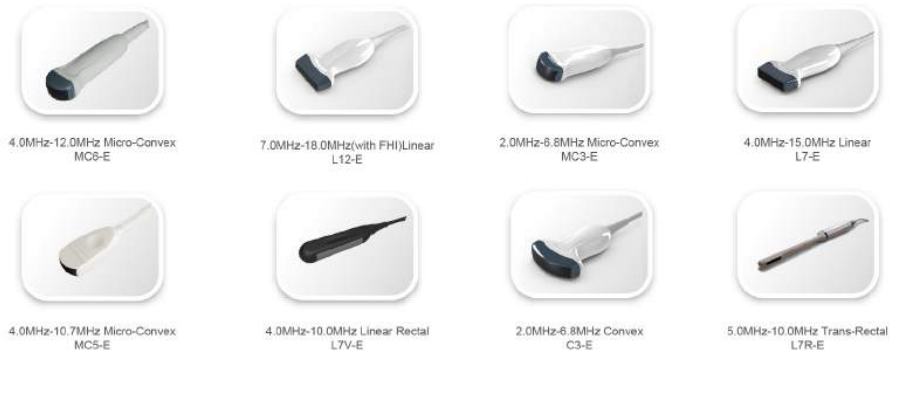 4.0MHz-12.0MHz Micro-Convex
MC6-E
7.0MHz-18.0MHz(with FHI)Linear
L12-E
2.0MHz-6.8MHz Micro-Convex
MC3-E
4.0MHz-15.0MHz Linear
L7-E
4.0MHz-10.7MHz Micro-Convex
MC5-E
4.0MHz-10.0MHz Linear Rectal
L7V-E
2.0MHz-6.8MHz Convex
C3-E
5.0MHz-10.0MHz Trans-Rectal
L7R-E